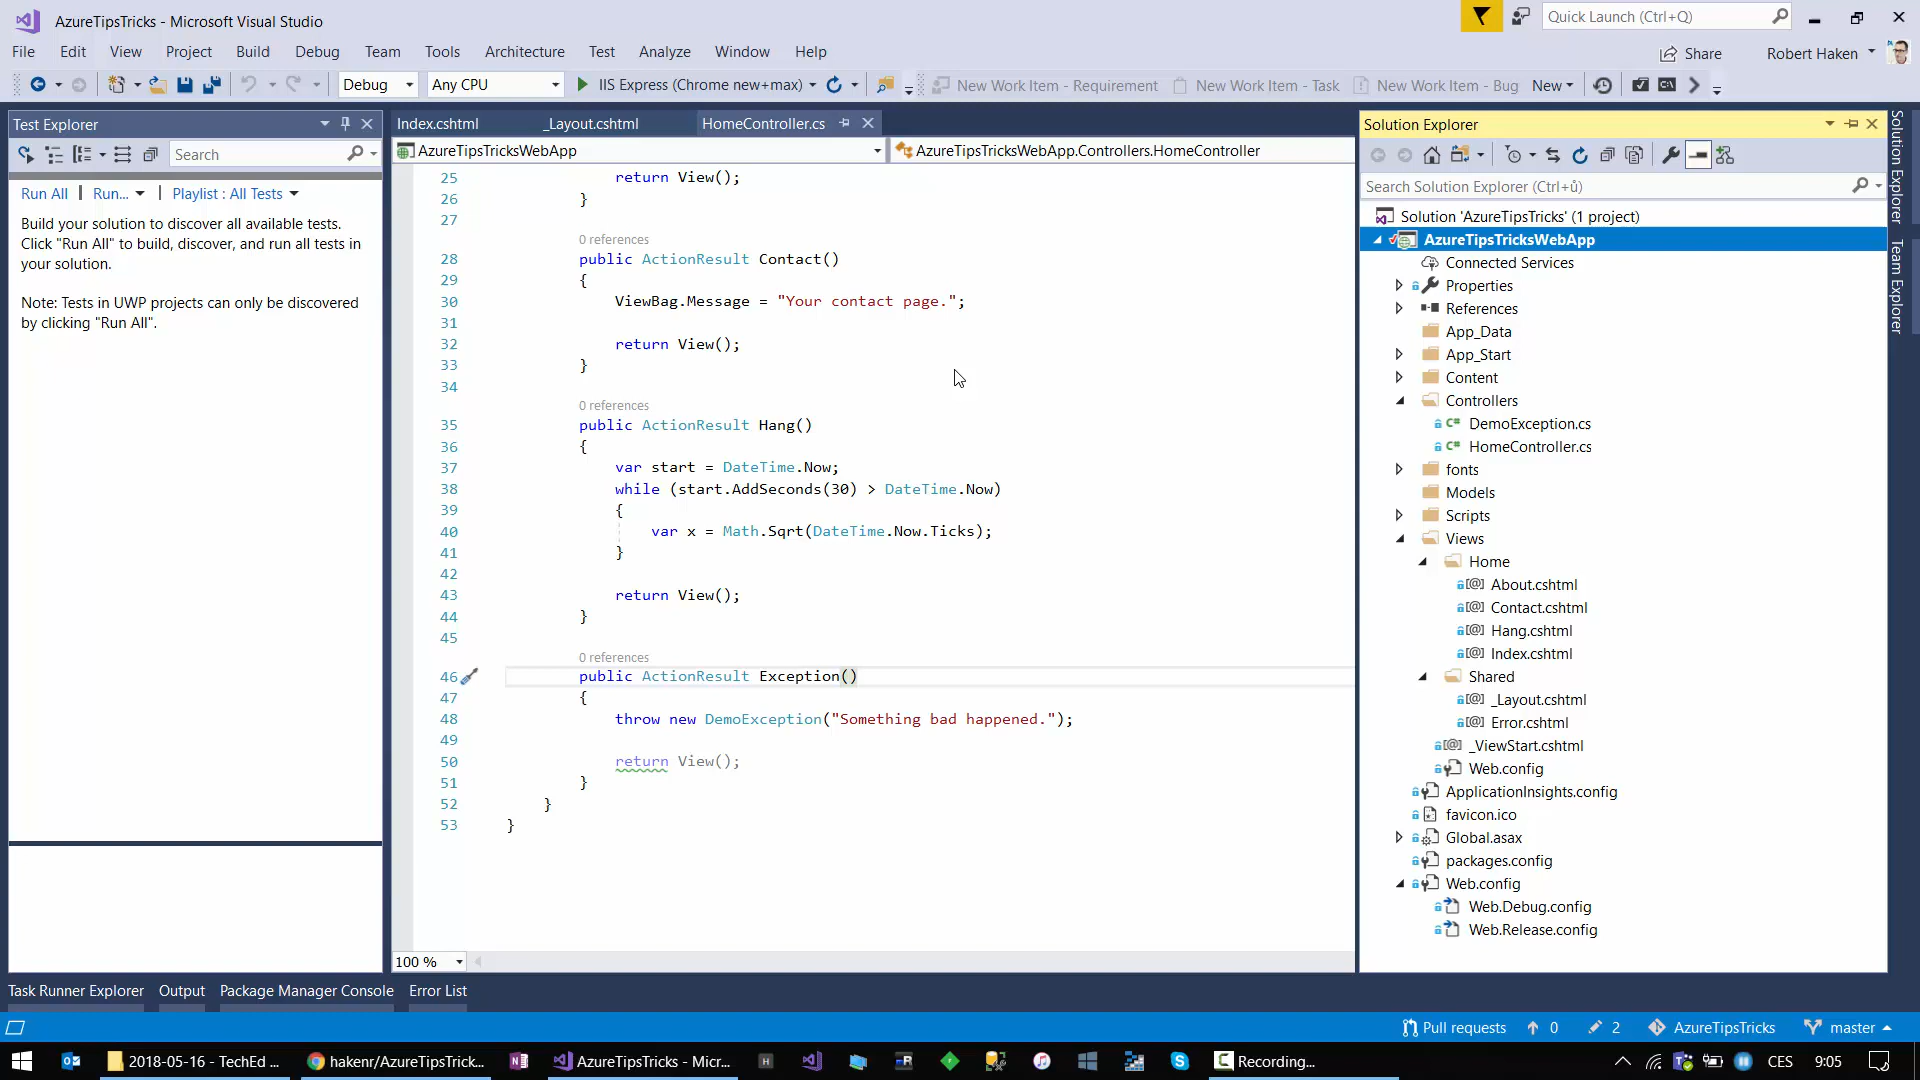 AzureTipsTricks - Microsoft Visual Studio
Quick Launch (Ctrl+Q)
File Edit View Project Build Debug Team Tools Test Architecture Analyze Window Help
Share
Robert Haken
Debug
Any CPU
IIS Express (Chrome new+max)
New Work Item - Requirement
New Work Item - Task
New Work Item - Bug
New
Test Explorer
Search
Run All | Run... | Playlist : All Tests
Build your solution to discover all available tests.
Click "Run All" to build, discover, and run all tests in
your solution.
Note: Tests in UWP projects can only be discovered
by clicking "Run All".
Index.cshtml
_Layout.cshtml
HomeController.cs
AzureTipsTricksWebApp
AzureTipsTricksWebApp.Controllers.HomeController
25 return View();
26 }
27
0 references
28 public ActionResult Contact()
29 {
30 ViewBag.Message = "Your contact page.";
31
32 return View();
33 }
34
0 references
35 public ActionResult Hang()
36 {
37 var start = DateTime.Now;
38 while (start.AddSeconds(30) > DateTime.Now)
39 {
40 var x = Math.Sqrt(DateTime.Now.Ticks);
41 }
42
43 return View();
44 }
45
0 references
46 public ActionResult Exception()
47 {
48 throw new DemoException("Something bad happened.");
49
50 return View();
51 }
52 }
53 }
100 %
Solution Explorer
Search Solution Explorer (Ctrl+ů)
Solution 'AzureTipsTricks' (1 project)
AzureTipsTricksWebApp
Connected Services
Properties
References
App_Data
App_Start
Content
Controllers
C# DemoException.cs
C# HomeController.cs
fonts
Models
Scripts
Views
Home
[@] About.cshtml
[@] Contact.cshtml
[@] Hang.cshtml
[@] Index.cshtml
Shared
[@] _Layout.cshtml
[@] Error.cshtml
[@] _ViewStart.cshtml
Web.config
ApplicationInsights.config
favicon.ico
Global.asax
packages.config
Web.config
Web.Debug.config
Web.Release.config
Solution Explorer
Team Explorer
Task Runner Explorer
Output
Package Manager Console
Error List
Pull requests
0
2
AzureTipsTricks
master
2018-05-16 - TechEd ...
hakenr/AzureTipsTrick...
AzureTipsTricks - Micr...
Recording...
CES
9:05